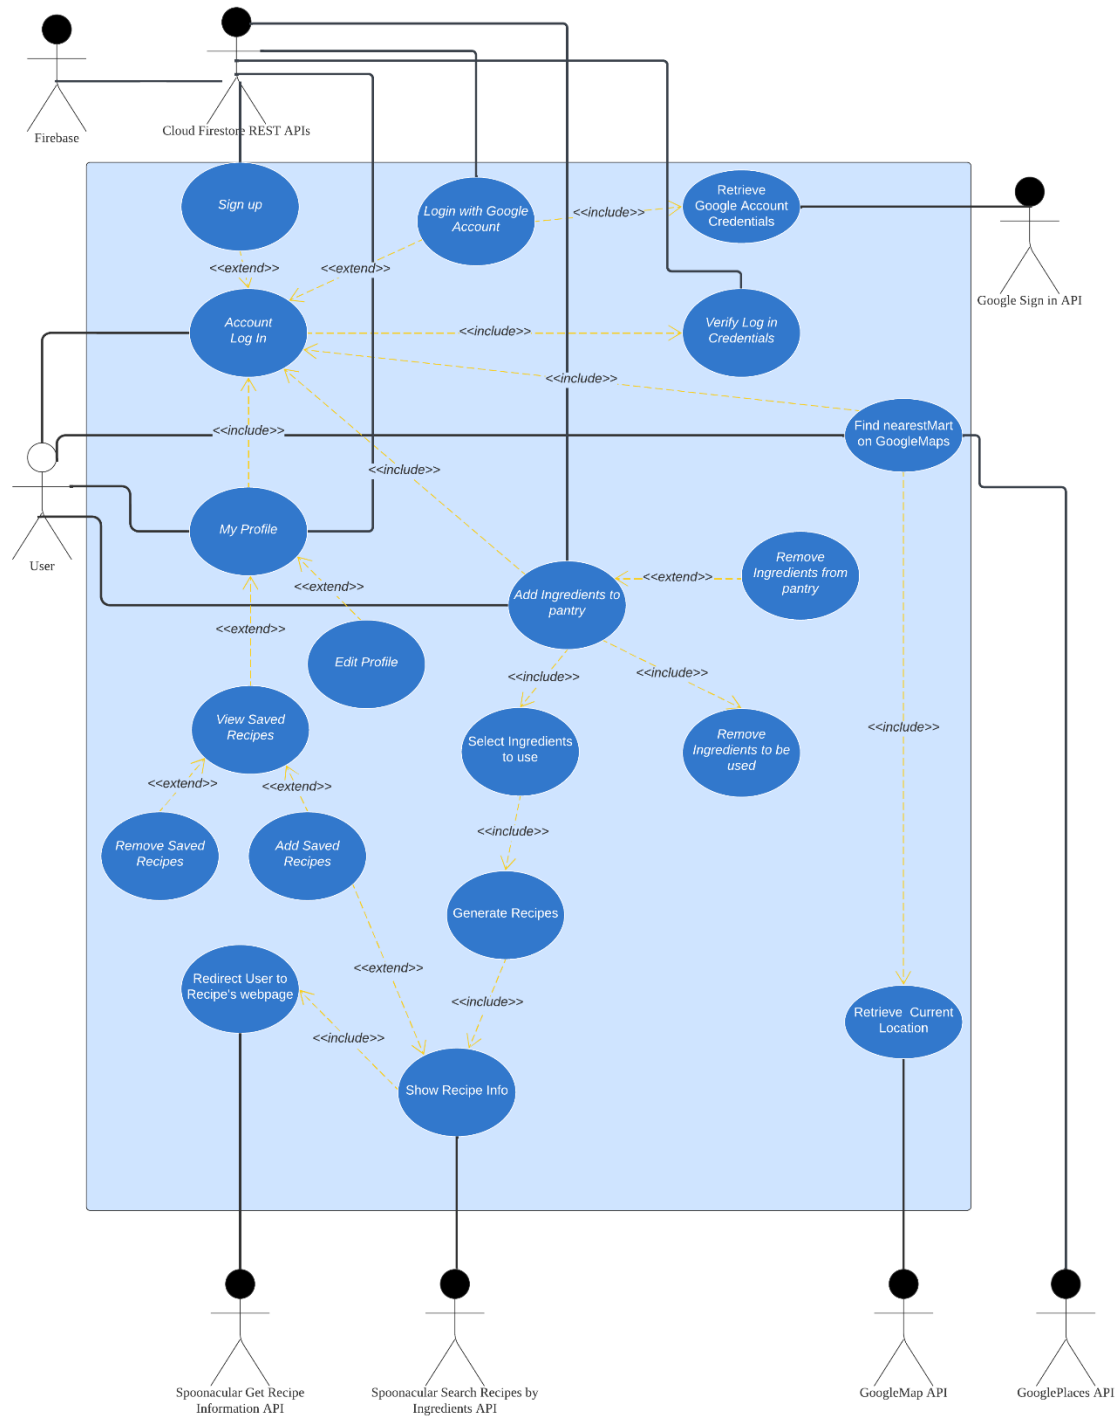 Firebase
Cloud Firestore REST APIs
Sign up
Login with Google
Account
<<include>>
Retrieve
Google Account
Credentials
Google Sign in API
<<extend>>
<<extend>>
Account
Log In
<<include>>
Verify Log in
Credentials
<<include>>
Find nearestMart
on GoogleMaps
<<include>>
<<include>>
User
My Profile
<<extend>>
Add Ingredients to
pantry
<<extend>>
Remove
Ingredients from
pantry
<<extend>>
Edit Profile
<<include>>
<<include>>
View Saved
Recipes
Select Ingredients
to use
Remove
Ingredients to be
used
<<include>>
<<extend>>
<<extend>>
<<include>>
Remove Saved
Recipes
Add Saved
Recipes
Generate Recipes
<<extend>>
<<include>>
Redirect User to
Recipe's webpage
<<include>>
Retrieve  Current
Location
Show Recipe Info
Spoonacular Get Recipe
Information API
Spoonacular Search Recipes by
Ingredients API
GoogleMap API
GooglePlaces API